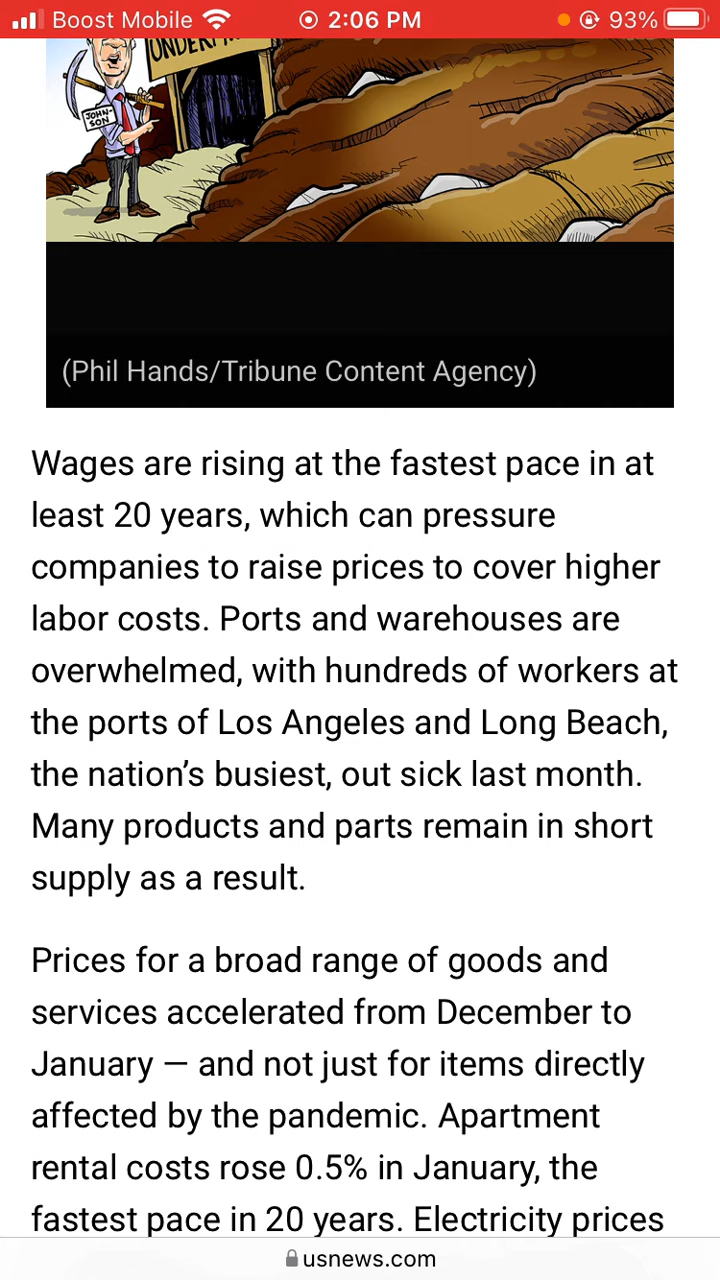 Boost Mobile 2:06 PM 93%
JOHN-
SON
(Phil Hands/Tribune Content Agency)
Wages are rising at the fastest pace in at
least 20 years, which can pressure
companies to raise prices to cover higher
labor costs. Ports and warehouses are
overwhelmed, with hundreds of workers at
the ports of Los Angeles and Long Beach,
the nation’s busiest, out sick last month.
Many products and parts remain in short
supply as a result.
Prices for a broad range of goods and
services accelerated from December to
January — and not just for items directly
affected by the pandemic. Apartment
rental costs rose 0.5% in January, the
fastest pace in 20 years. Electricity prices
usnews.com